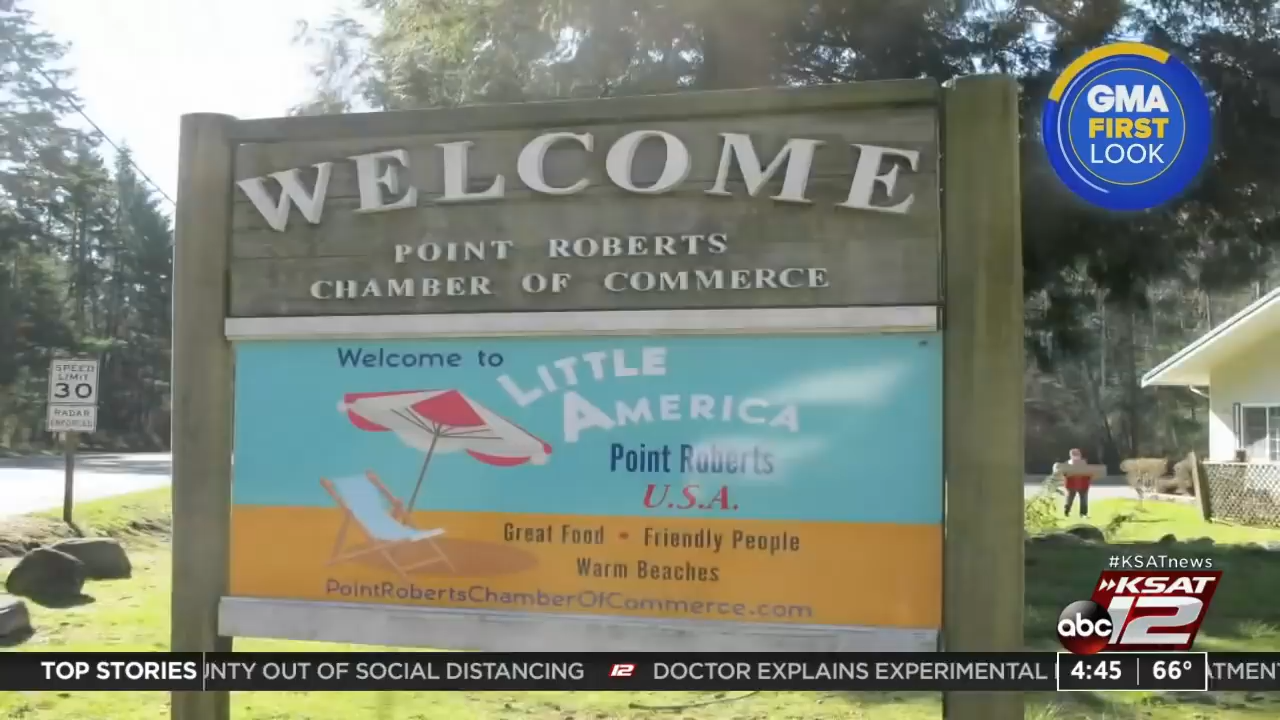 GMA
FIRST
LOOK
WELCOME
POINT ROBERTS
CHAMBER OF COMMERCE
Welcome to
LITTLE
AMERICA
Point Roberts
U.S.A.
Great Food • Friendly People
Warm Beaches
PointRobertsChamberOfCommerce.com
SPEED
LIMIT
30
RADAR
ENFORCED
#KSATnews
KSAT
abc 12
TOP STORIES
OUT OF SOCIAL DISTANCING 12 DOCTOR EXPLAINS EXPERIMENTAL
4:45 66°